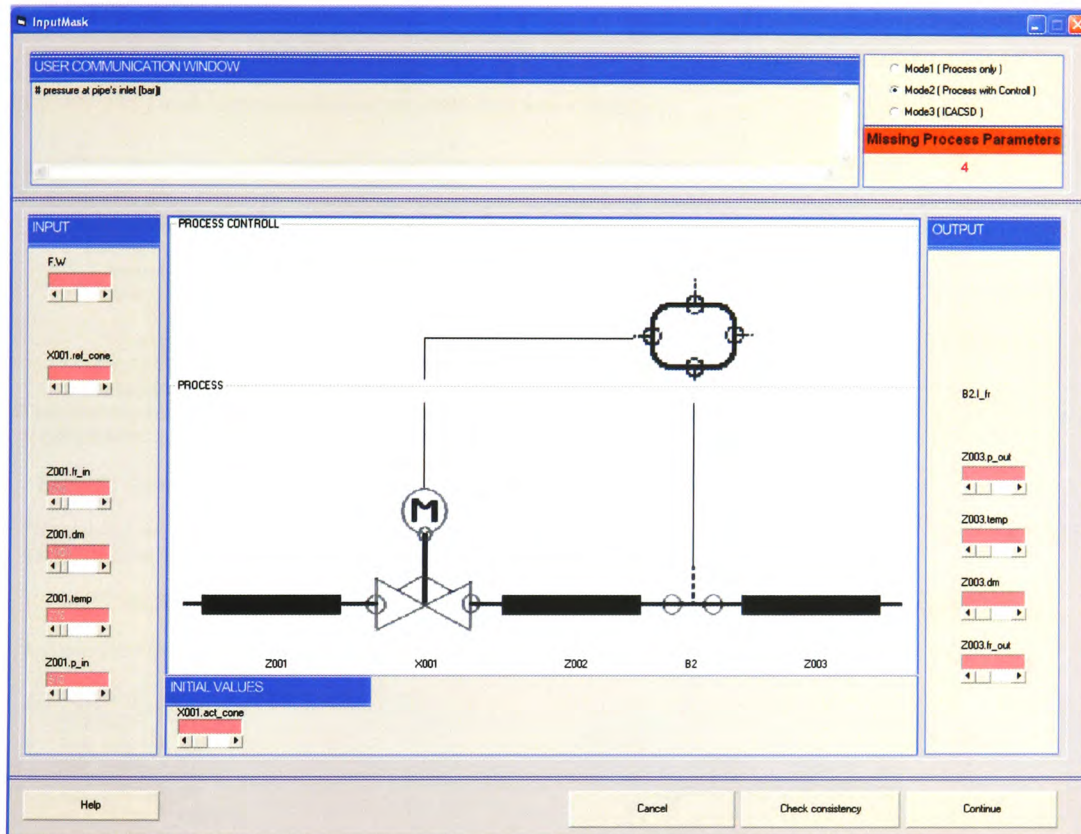 InputMask
USER COMMUNICATION WINDOW
# pressure at pipe's inlet [bar]
Mode1 ( Process only )
Mode2 ( Process with Controll )
Mode3 ( ICACSD )
Missing Process Parameters
4
INPUT
F.W
X001.rel_cone_
Z001.fr_in
Z001.dm
Z001.temp
Z001.p_in
PROCESS CONTROLL
PROCESS
M
Z001
X001
Z002
B2
Z003
INITIAL VALUES
X001.act_cone
OUTPUT
B2.l_fr
Z003.p_out
Z003.temp
Z003.dm
Z003.fr_out
Help
Cancel
Check consistency
Continue